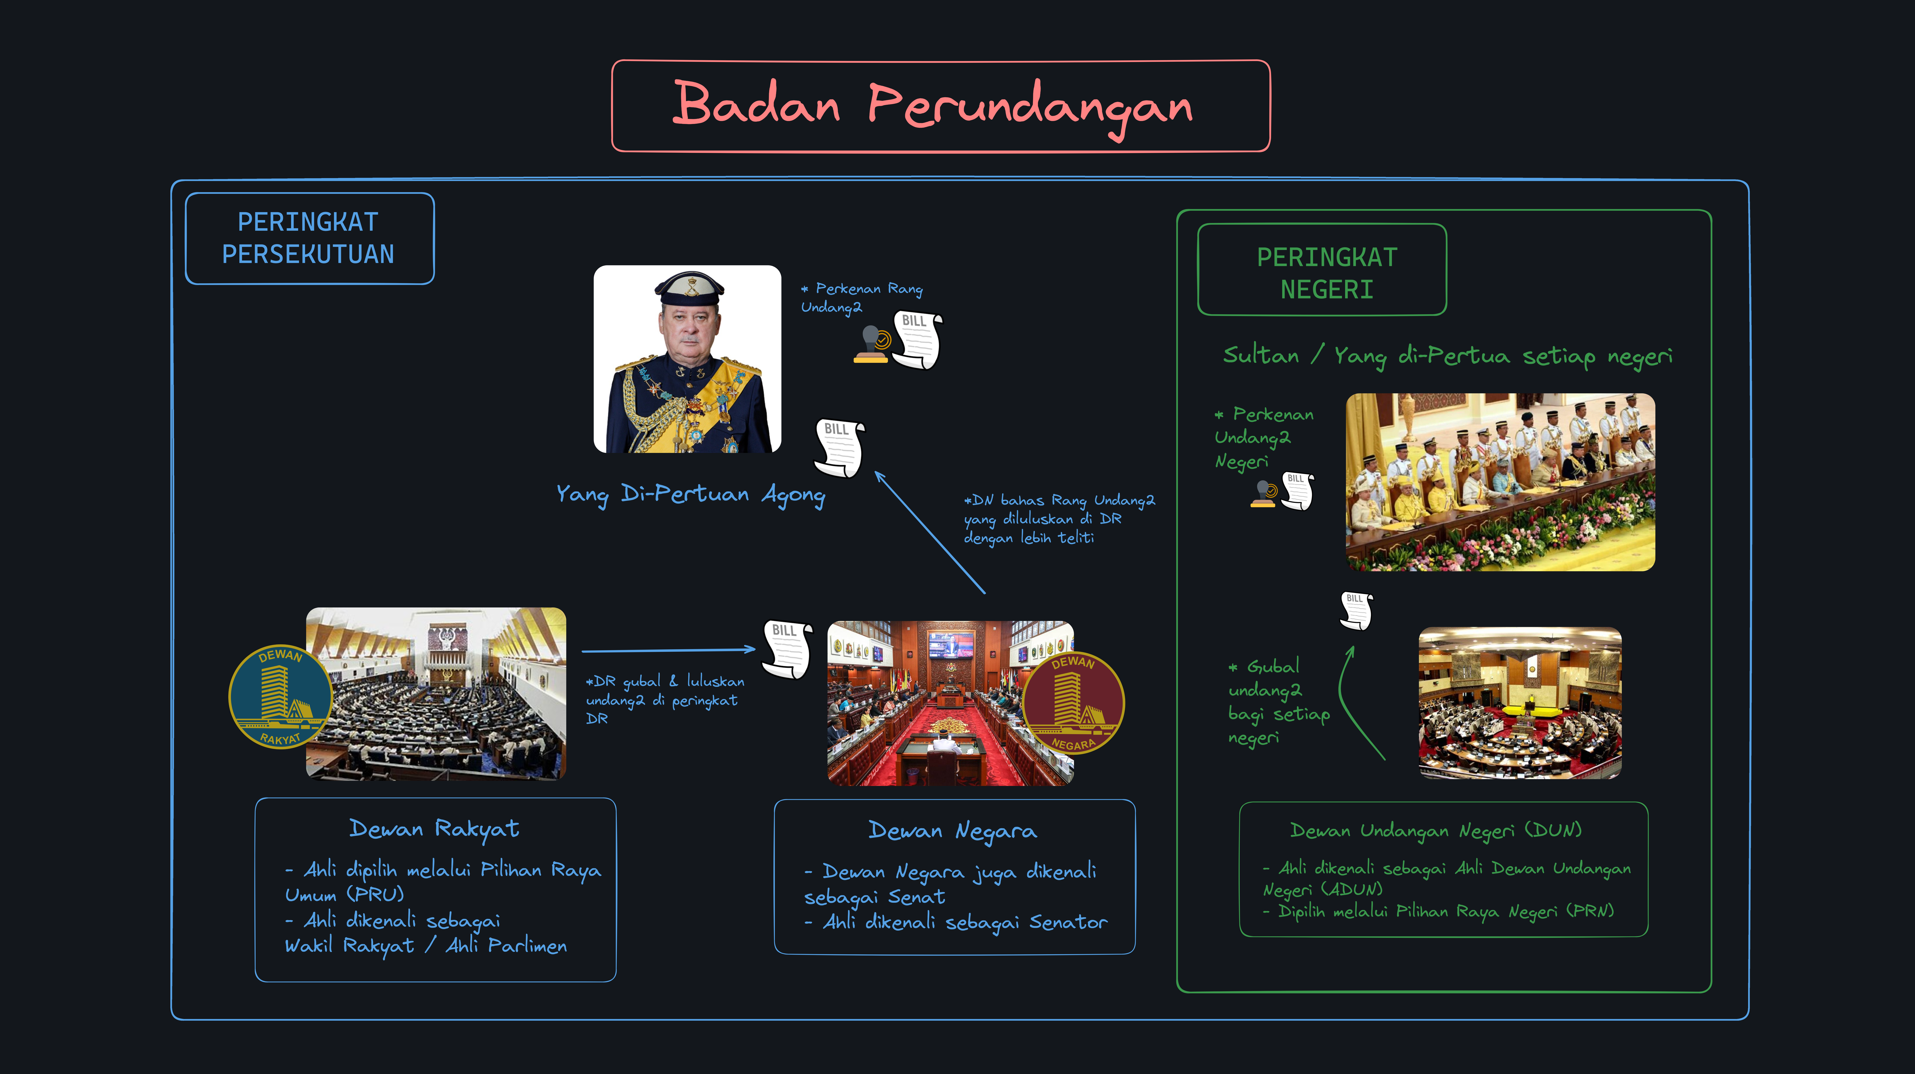 Badan Perundangan
PERINGKAT
PERSEKUTUAN
* Perkenan Rang
Undang2
BILL
BILL
Yang Di-Pertuan Agong
*DN bahas Rang Undang2
yang diluluskan di DR
dengan lebih teliti
DEWAN
RAKYAT
*DR gubal & luluskan
undang2 di peringkat
DR
BILL
DEWAN
NEGARA
Dewan Rakyat
- Ahli dipilih melalui Pilihan Raya
Umum (PRU)
- Ahli dikenali sebagai
Wakil Rakyat / Ahli Parlimen
Dewan Negara
- Dewan Negara juga dikenali
sebagai Senat
- Ahli dikenali sebagai Senator
PERINGKAT
NEGERI
Sultan / Yang di-Pertua setiap negeri
* Perkenan
Undang2
Negeri
BILL
BILL
* Gubal
undang2
bagi setiap
negeri
Dewan Undangan Negeri (DUN)
- Ahli dikenali sebagai Ahli Dewan Undangan
Negeri (ADUN)
- Dipilih melalui Pilihan Raya Negeri (PRN)